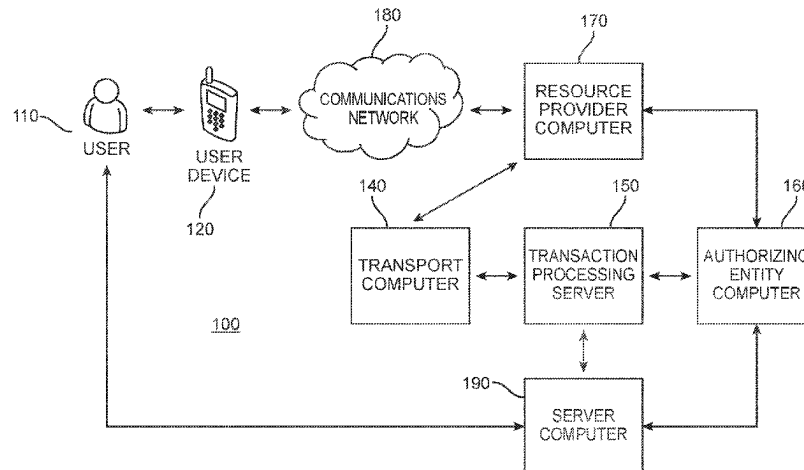 180
170
110
USER
USER
DEVICE
120
COMMUNICATIONS
NETWORK
RESOURCE
PROVIDER
COMPUTER
140
150
160
TRANSPORT
COMPUTER
TRANSACTION
PROCESSING
SERVER
AUTHORIZING
ENTITY
COMPUTER
100
190
SERVER
COMPUTER